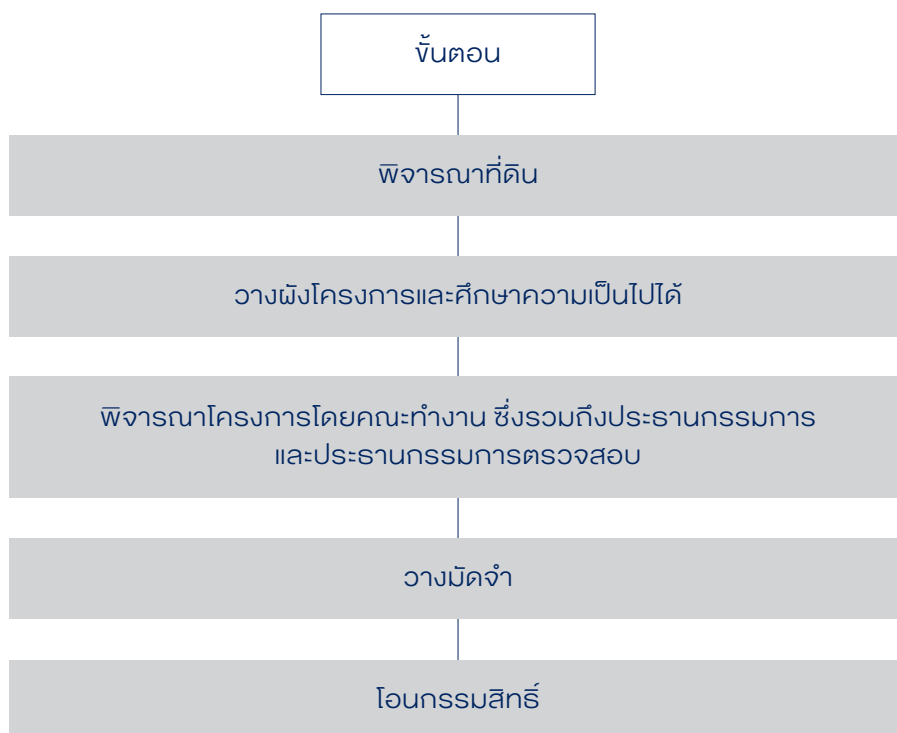 ขั้นตอน
พิจารณาที่ดิน
วางผังโครงการและศึกษาความเป็นไปได้
พิจารณาโครงการโดยคณะทำงาน ซึ่งรวมถึงประธานกรรมการ
และประธานกรรมการตรวจสอบ
วางมัดจำ
โอนกรรมสิทธิ์